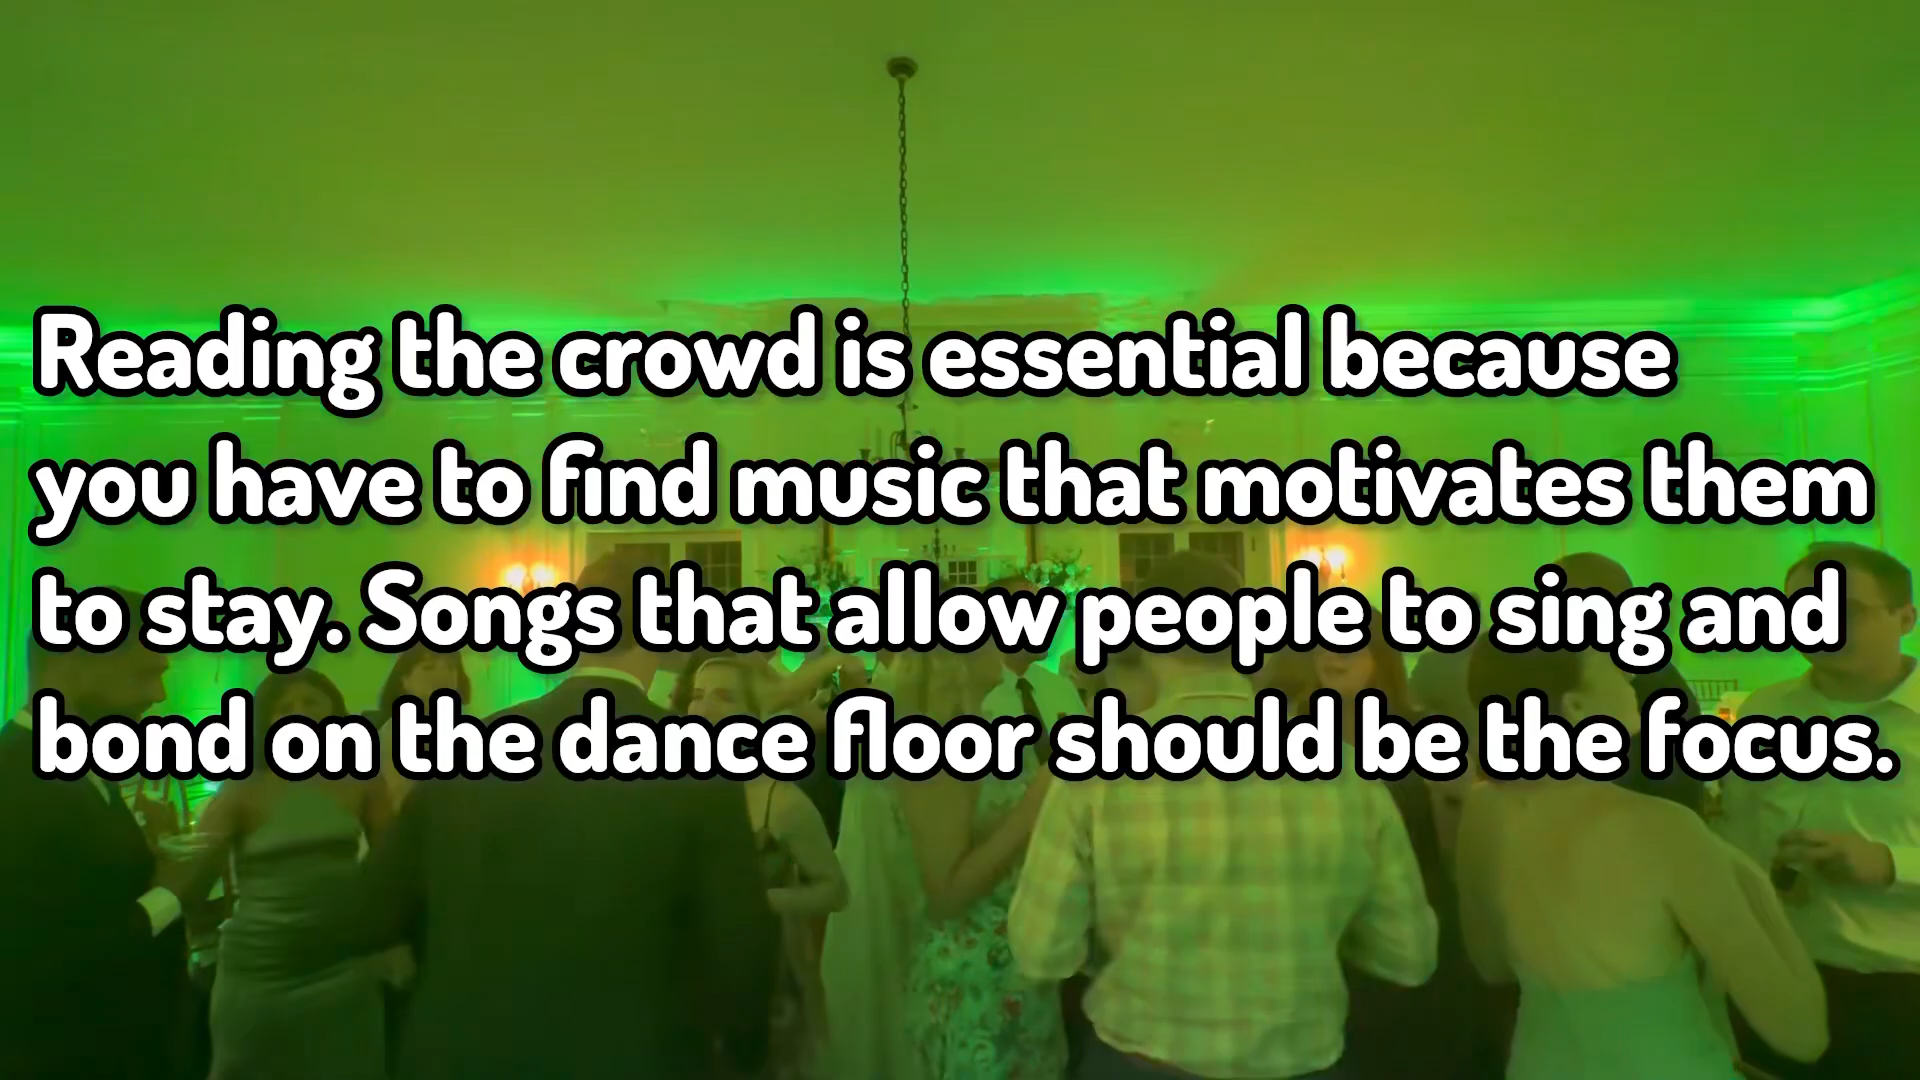 Reading the crowd is essential because
you have to find music that motivates them
to stay. Songs that allow people to sing and
bond on the dance floor should be the focus.